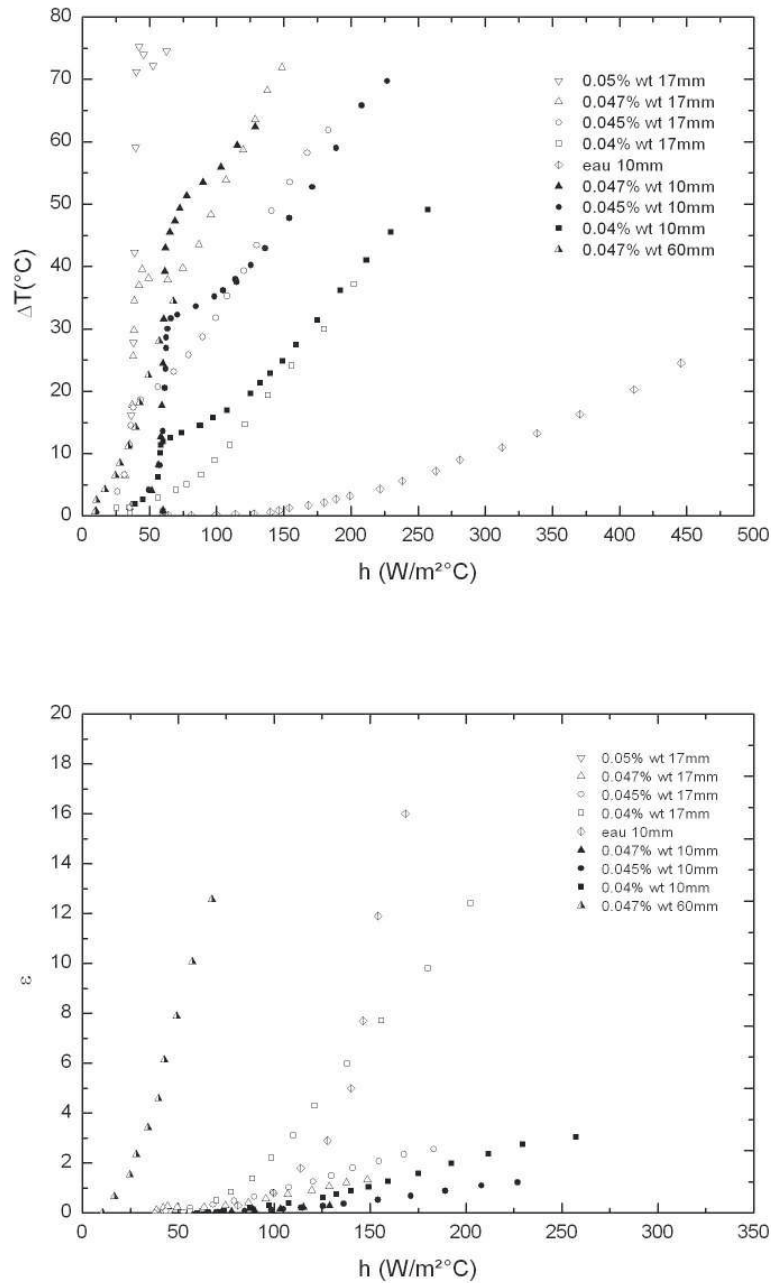 80
70
60
50
40
30
20
10
0
ΔT(°C)
0.05% wt 17mm
0.047% wt 17mm
0.045% wt 17mm
0.04% wt 17mm
eau 10mm
0.047% wt 10mm
0.045% wt 10mm
0.04% wt 10mm
0.047% wt 60mm
0 50 100 150 200 250 300 350 400 450 500
h (W/m²°C)
20
18
16
14
12
10
8
6
4
2
0
ε
0.05% wt 17mm
0.047% wt 17mm
0.045% wt 17mm
0.04% wt 17mm
eau 10mm
0.047% wt 10mm
0.045% wt 10mm
0.04% wt 10mm
0.047% wt 60mm
0 50 100 150 200 250 300 350
h (W/m²°C)